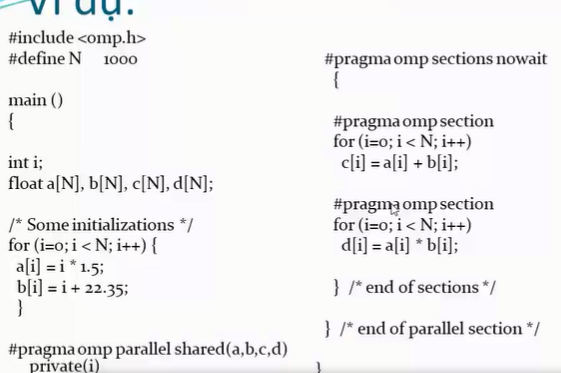 Ví dụ:
#include <omp.h>
#define N 1000
main ()
{
int i;
float a[N], b[N], c[N], d[N];
/* Some initializations */
for (i=0; i < N; i++) {
a[i] = i * 1.5;
b[i] = i + 22.35;
}
#pragma omp parallel shared(a,b,c,d)
private(i)
#pragma omp sections nowait
{
#pragma omp section
for (i=0; i < N; i++)
c[i] = a[i] + b[i];
#pragma omp section
for (i=0; i < N; i++)
d[i] = a[i] * b[i];
} /* end of sections */
} /* end of parallel section */
}